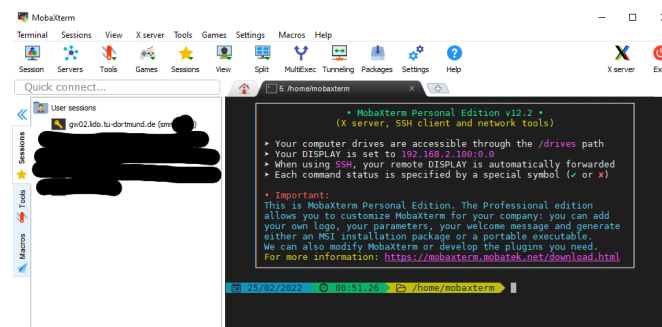 MobaXterm
Terminal Sessions View X server Tools Games Settings Macros Help
Session Servers Tools Games Sessions View Split MultiExec Tunneling Packages Settings Help X server
Quick connect...
5. /home/mobaxterm
User sessions
gw02.lido.tu-dortmund.de
Sessions
Tools
Macros
• MobaXterm Personal Edition v12.2 •
(X server, SSH client and network tools)
➤ Your computer drives are accessible through the /drives path
➤ Your DISPLAY is set to 192.168.2.100:0.0
➤ When using SSH, your remote DISPLAY is automatically forwarded
➤ Each command status is specified by a special symbol (✔ or ✘)
• Important:
This is MobaXterm Personal Edition. The Professional edition
allows you to customize MobaXterm for your company: you can add
your own logo, your parameters, your welcome message and generate
either an MSI installation package or a portable executable.
We can also modify MobaXterm or develop the plugins you need.
For more information: https://mobaxterm.mobatek.net/download.html
25/02/2022 00:51.26 /home/mobaxterm